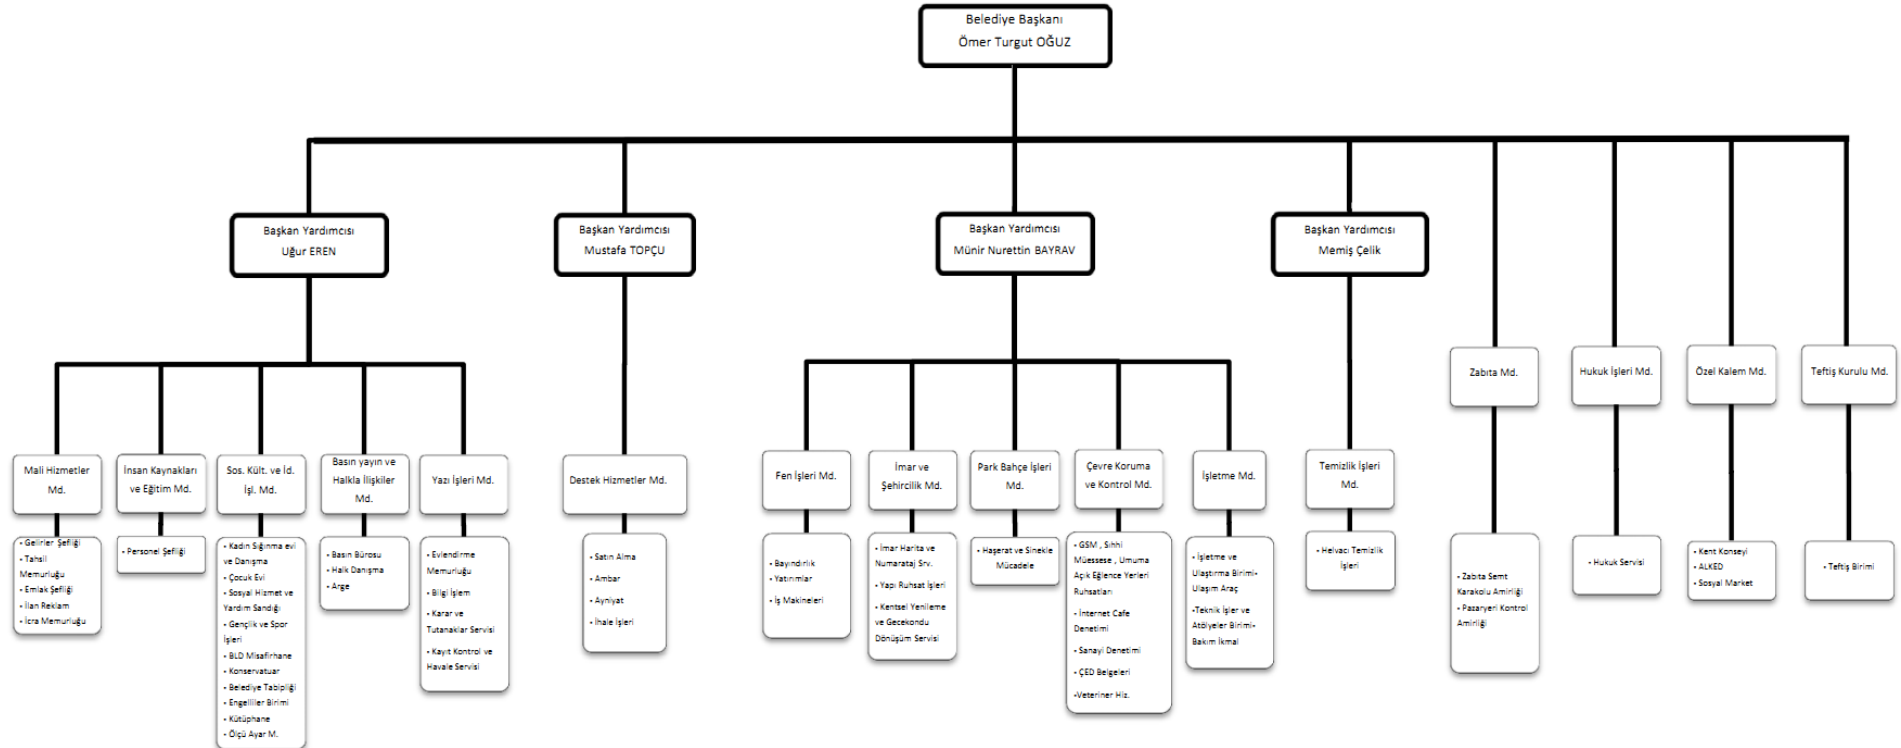 Belediye Başkanı
Ömer Turgut OĞUZ
Başkan Yardımcısı
Uğur EREN
Başkan Yardımcısı
Mustafa TOPÇU
Başkan Yardımcısı
Münir Nurettin BAYRAV
Başkan Yardımcısı
Memiş Çelik
Zabıta Md.
Hukuk İşleri Md.
Özel Kalem Md.
Teftiş Kurulu Md.
Mali Hizmetler
Md.
İnsan Kaynakları
ve Eğitim Md.
Sos. Kült. ve İd.
İşl. Md.
Basın yayın ve
Halkla İlişkiler
Md.
Yazı İşleri Md.
Destek Hizmetler Md.
Fen İşleri Md.
İmar ve
Şehircilik Md.
Park Bahçe İşleri
Md.
Çevre Koruma
ve Kontrol Md.
İşletme Md.
Temizlik İşleri
Md.
• Gelirler Şefliği
• Tahsil
Memurluğu
• Emlak Şefliği
• İlan Reklam
• İcra Memurluğu
• Personel Şefliği
• Kadın Sığınma evi
ve Danışma
• Çocuk Evi
• Sosyal Hizmet ve
Yardım Sandığı
• Gençlik ve Spor
İşleri
• BLD Misafirhane
• Konservatuar
• Belediye Tabipliği
• Engelliler Birimi
• Kütüphane
• Ölçü Ayar M.
• Basın Bürosu
• Halk Danışma
• Arge
• Evlendirme
Memurluğu
• Bilgi İşlem
• Karar ve
Tutanaklar Servisi
• Kayıt Kontrol ve
Havale Servisi
• Satın Alma
• Ambar
• Ayniyat
• İhale İşleri
• Bayındırlık
• Yatırımlar
• İş Makineleri
• İmar Harita ve
Numarataj Srv.
• Yapı Ruhsat İşleri
• Kentsel Yenileme
ve Gecekondu
Dönüşüm Servisi
• Haşerat ve Sinekle
Mücadele
• GSM , Sıhhi
Müessese , Umuma
Açık Eğlence Yerleri
Ruhsatları
• İnternet Cafe
Denetimi
• Sanayi Denetimi
• ÇED Belgeleri
•Veteriner Hiz.
• İşletme ve
Ulaştırma Birimi-
Ulaşım Araç
•Teknik İşler ve
Atölyeler Birimi-
Bakım İkmal
• Helvacı Temizlik
İşleri
• Zabıta Semt
Karakolu Amirliği
• Pazaryeri Kontrol
Amirliği
• Hukuk Servisi
• Kent Konseyi
• ALKED
• Sosyal Market
• Teftiş Birimi